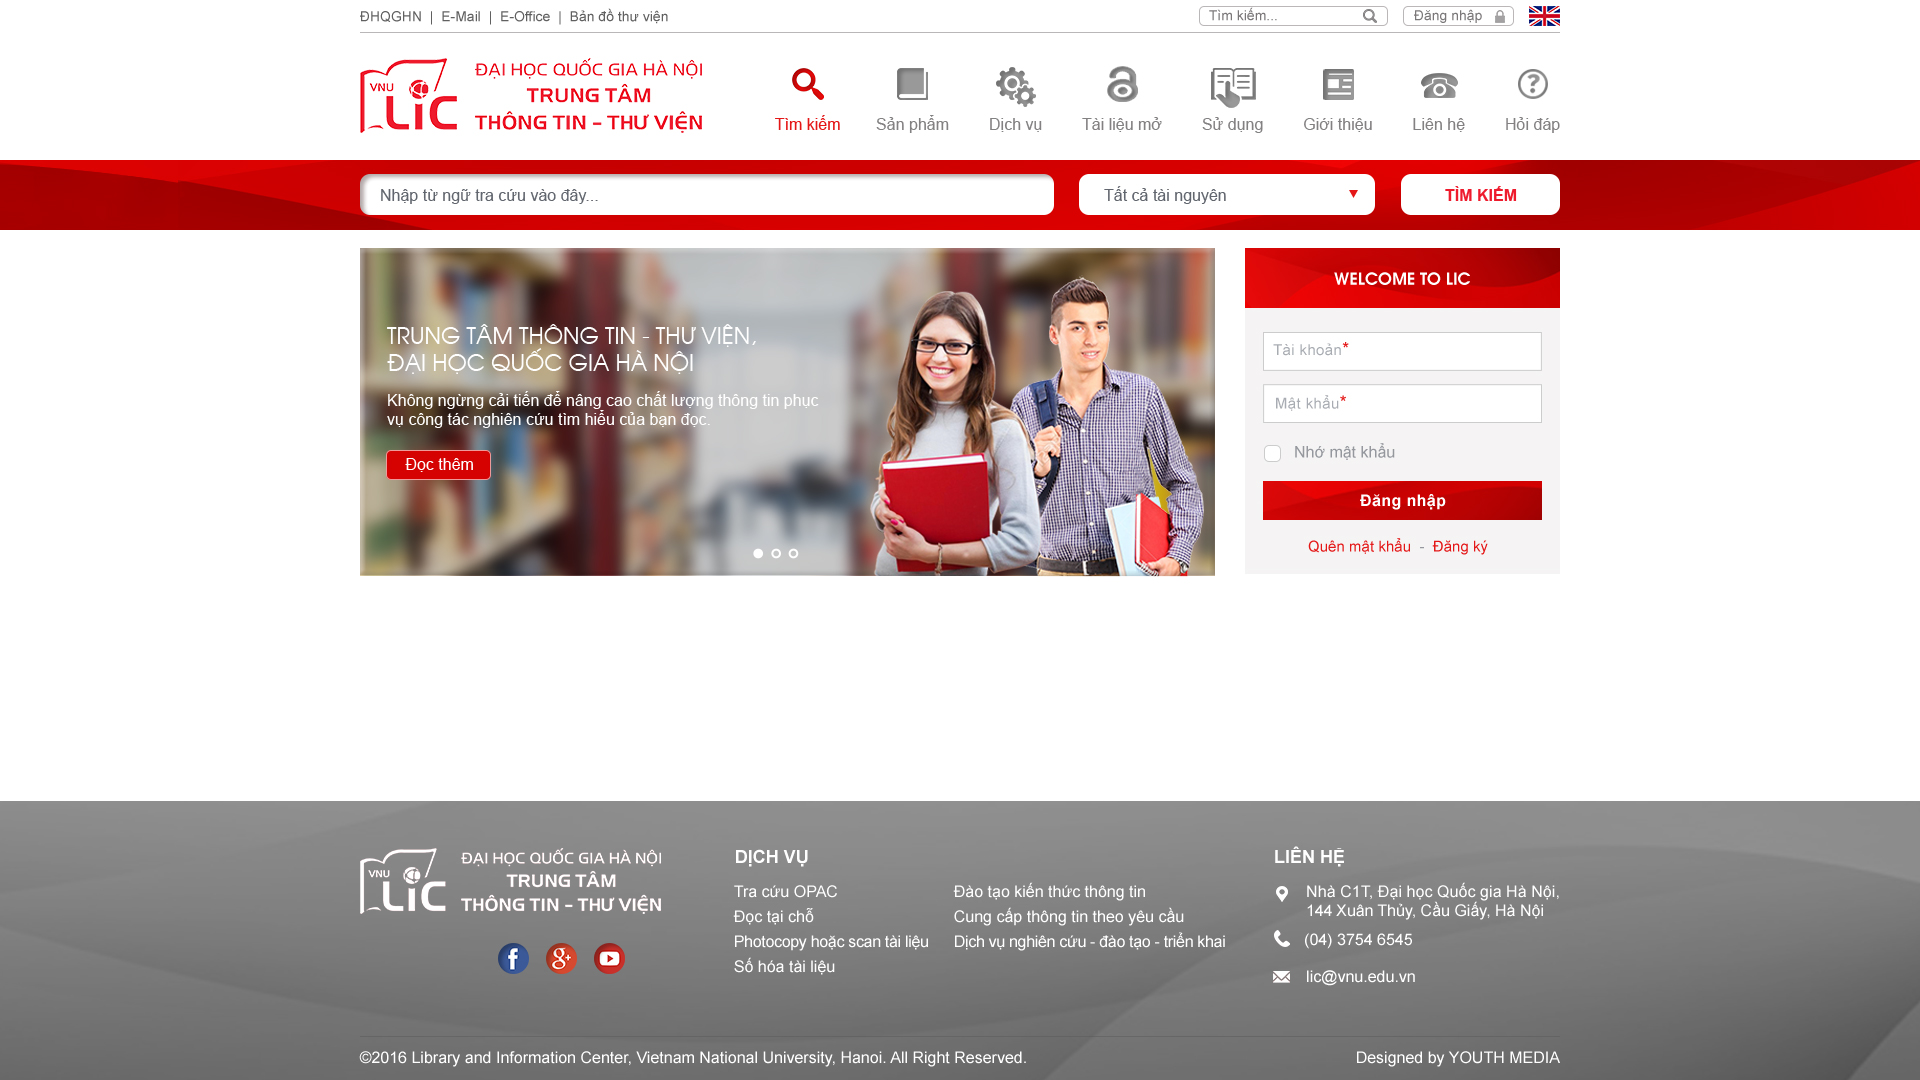 ĐHQGHN | E-Mail | E-Office | Bản đồ thư viện
Tìm kiếm...
Đăng nhập
VNU LIC
ĐẠI HỌC QUỐC GIA HÀ NỘI
TRUNG TÂM
THÔNG TIN - THƯ VIỆN
Tìm kiếm
Sản phẩm
Dịch vụ
Tài liệu mở
Sử dụng
Giới thiệu
Liên hệ
Hỏi đáp
Nhập từ ngữ tra cứu vào đây...
Tất cả tài nguyên
TÌM KIẾM
TRUNG TÂM THÔNG TIN - THƯ VIỆN,
ĐẠI HỌC QUỐC GIA HÀ NỘI
Không ngừng cải tiến để nâng cao chất lượng thông tin phục
vụ công tác nghiên cứu tìm hiểu của bạn đọc.
Đọc thêm
WELCOME TO LIC
Tài khoản*
Mật khẩu*
Nhớ mật khẩu
Đăng nhập
Quên mật khẩu - Đăng ký
VNU LIC
ĐẠI HỌC QUỐC GIA HÀ NỘI
TRUNG TÂM
THÔNG TIN - THƯ VIỆN
DỊCH VỤ
Tra cứu OPAC
Đọc tại chỗ
Photocopy hoặc scan tài liệu
Số hóa tài liệu
Đào tạo kiến thức thông tin
Cung cấp thông tin theo yêu cầu
Dịch vụ nghiên cứu - đào tạo - triển khai
LIÊN HỆ
Nhà C1T, Đại học Quốc gia Hà Nội,
144 Xuân Thủy, Cầu Giấy, Hà Nội
(04) 3754 6545
lic@vnu.edu.vn
©2016 Library and Information Center, Vietnam National University, Hanoi. All Right Reserved.
Designed by YOUTH MEDIA